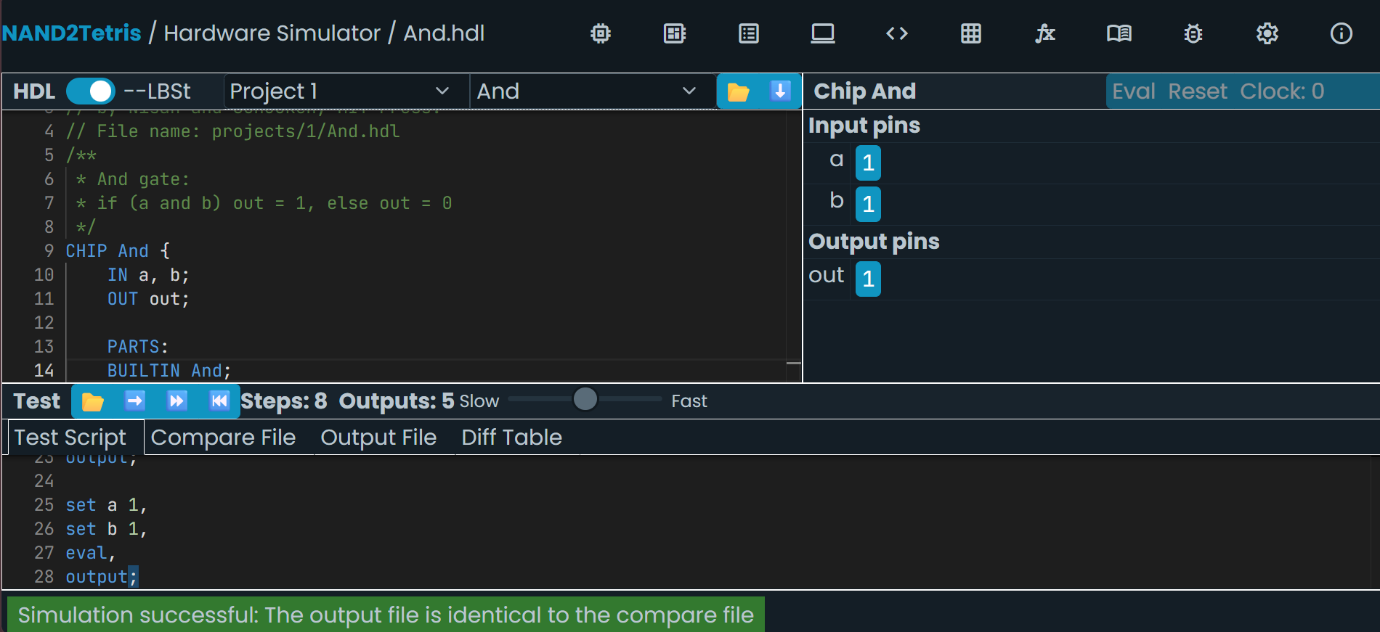 NAND2Tetris / Hardware Simulator / And.hdl
HDL --LBSt Project 1 And
4 // File name: projects/1/And.hdl
5 /**
6 * And gate:
7 * if (a and b) out = 1, else out = 0
8 */
9 CHIP And {
10 IN a, b;
11 OUT out;
12
13 PARTS:
14 BUILTIN And;
Chip And Eval Reset Clock: 0
Input pins
a 1
b 1
Output pins
out 1
Test Steps: 8 Outputs: 5 Slow Fast
Test Script Compare File Output File Diff Table
23 output;
24
25 set a 1,
26 set b 1,
27 eval,
28 output;
Simulation successful: The output file is identical to the compare file